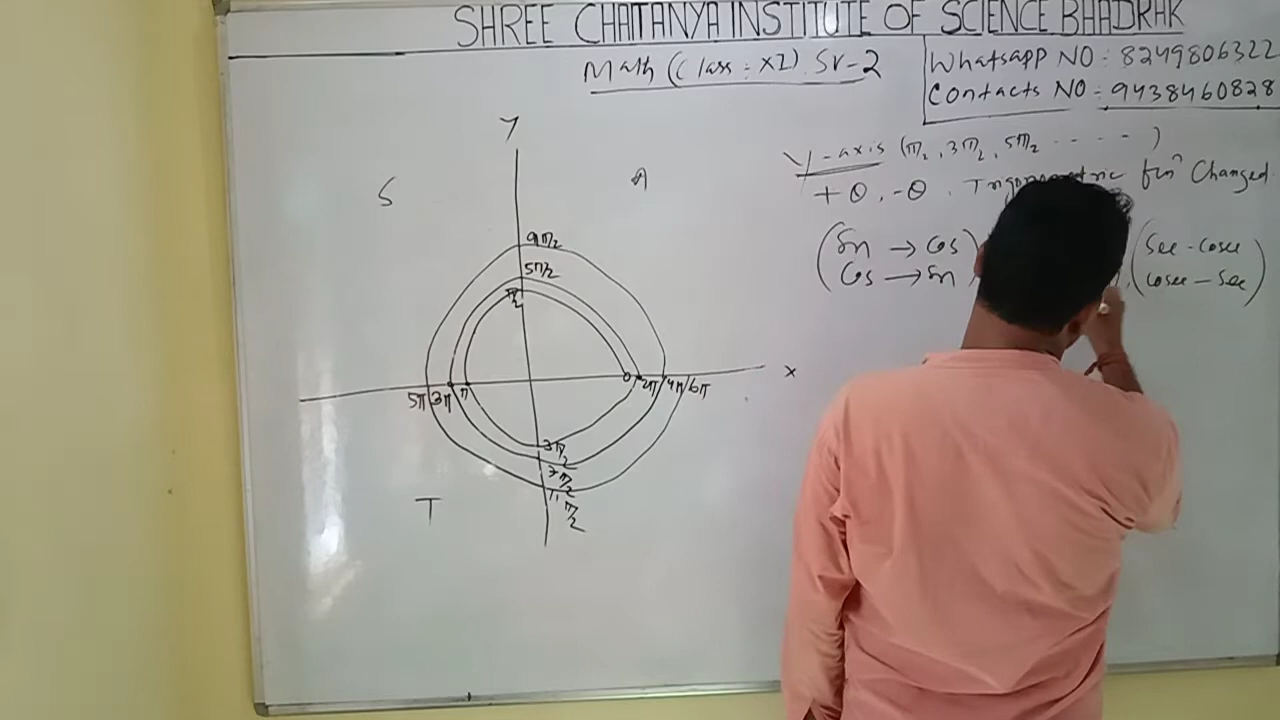 SHREE CHAITANYA INSTITUTE OF SCIENCE BHADRAK
Math (Class : XI) Sr-2
Whatsapp NO : 8249806322
Contacts NO : 9438460828
Y-axis (π/2, 3π/2, 5π/2 - - - - )
+ θ, -θ. Trigonometric funⁿ Changed
(Sin → Cos) (Sec - Cosec
Cos → Sin Cosec - Sec)
Y
S
A
9π/2
5π/2
π/2
5π 3π π 0 2π 4π 6π
X
3π/2
7π/2
11π/2
T